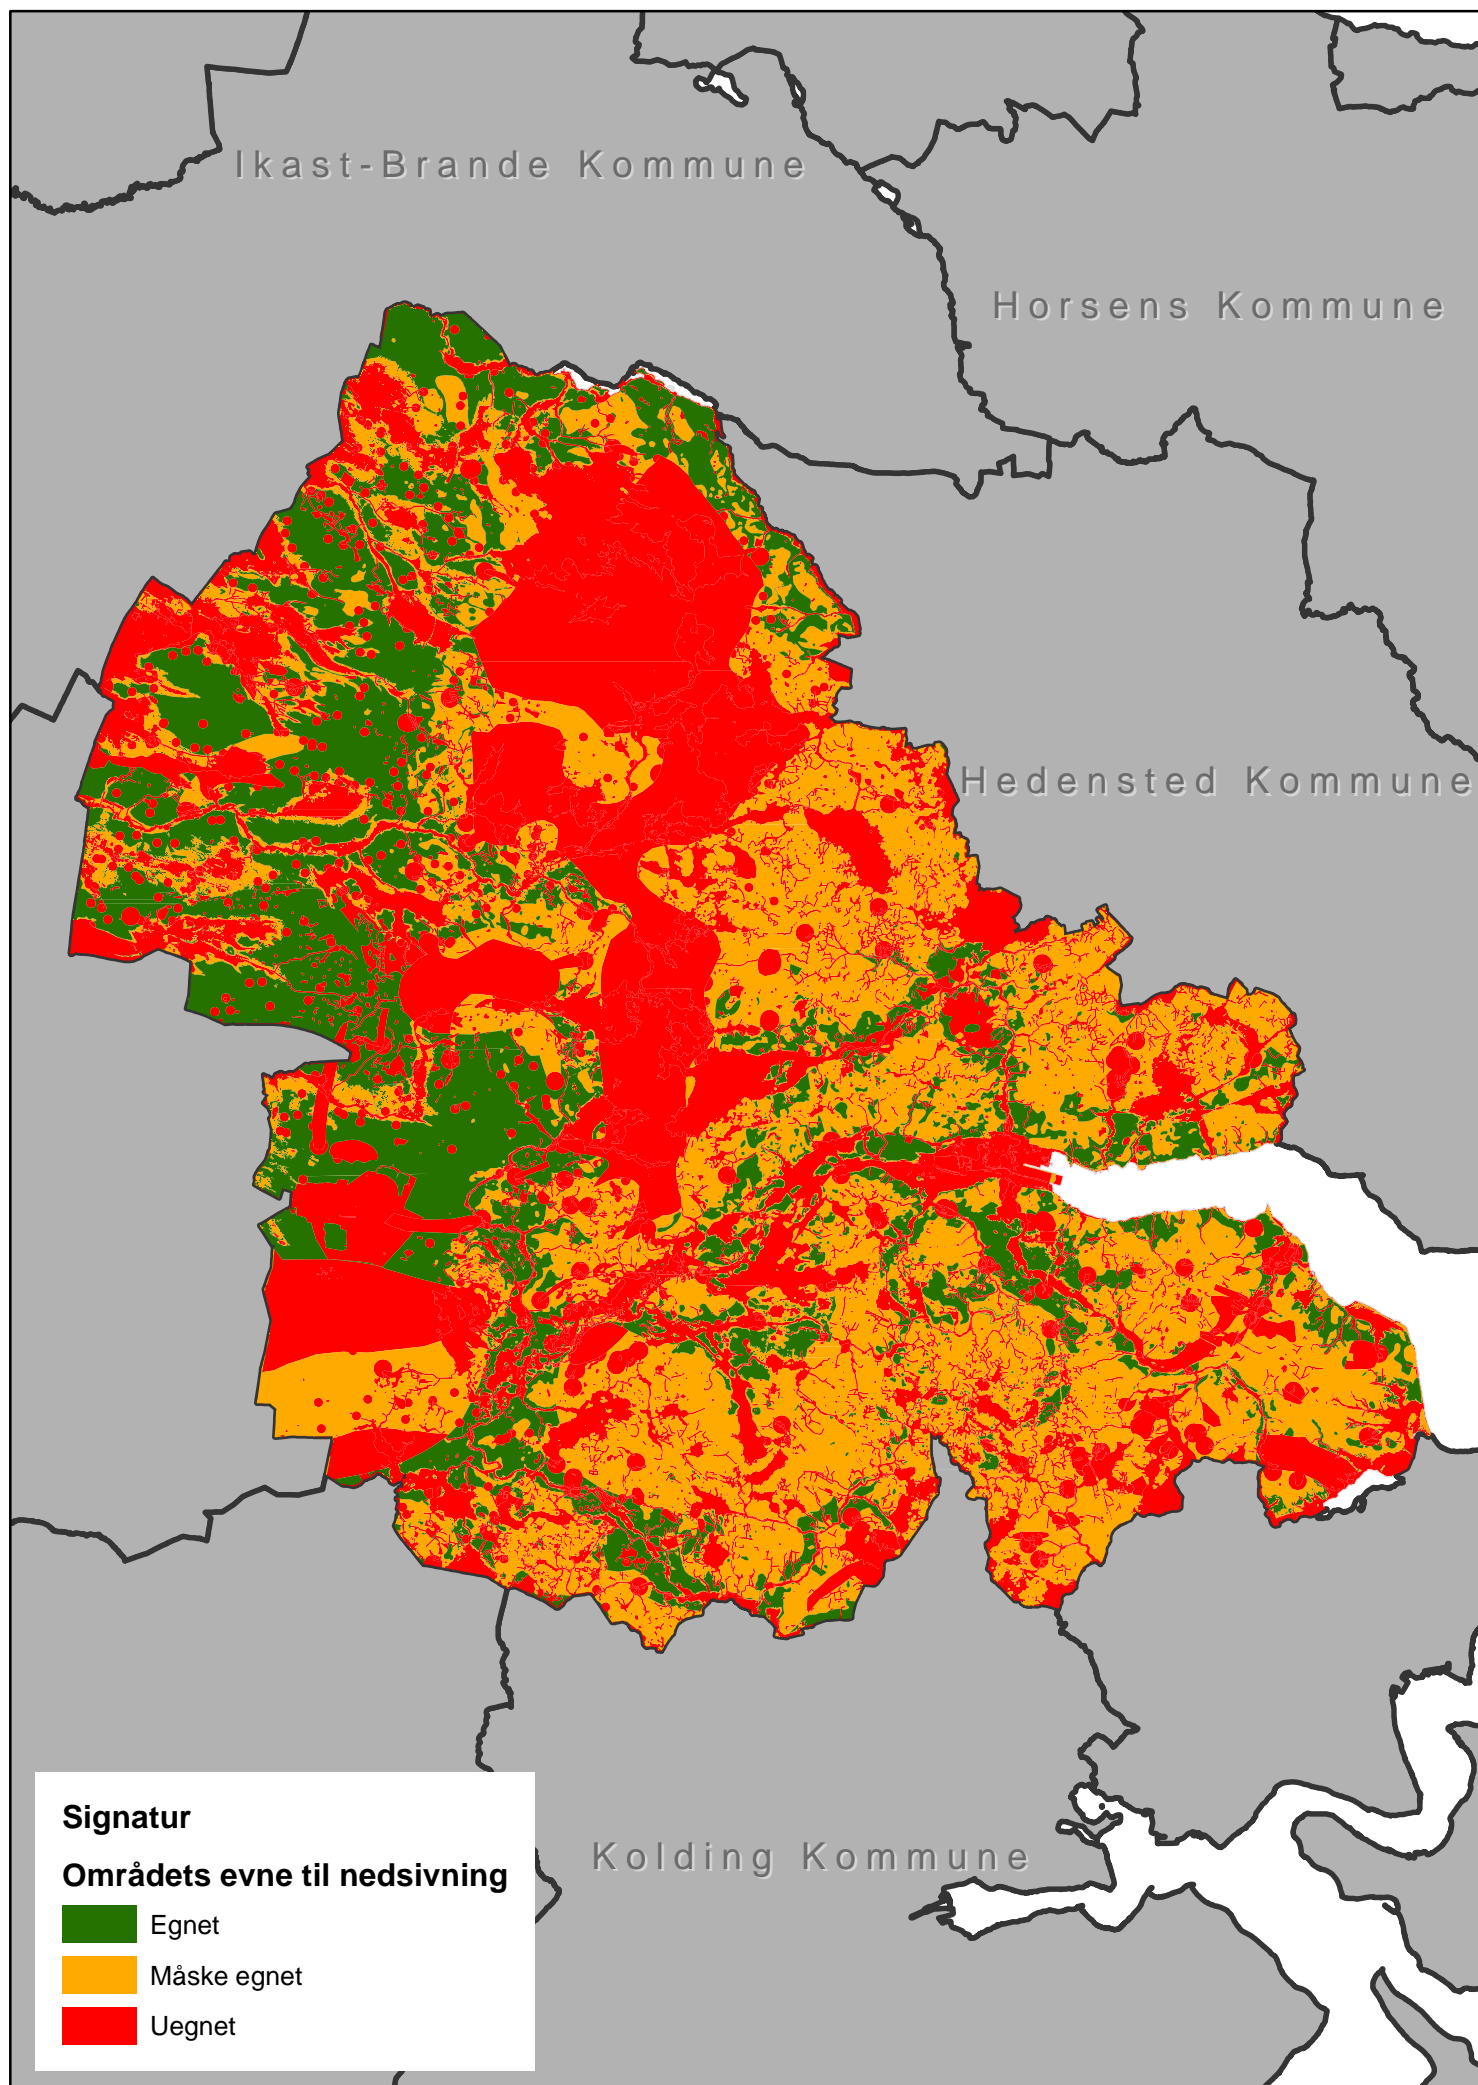 Ikast-Brande Kommune
Horsens Kommune
Hedensted Kommune
Kolding Kommune
Signatur
Områdets evne til nedsivning
Egnet
Måske egnet
Uegnet